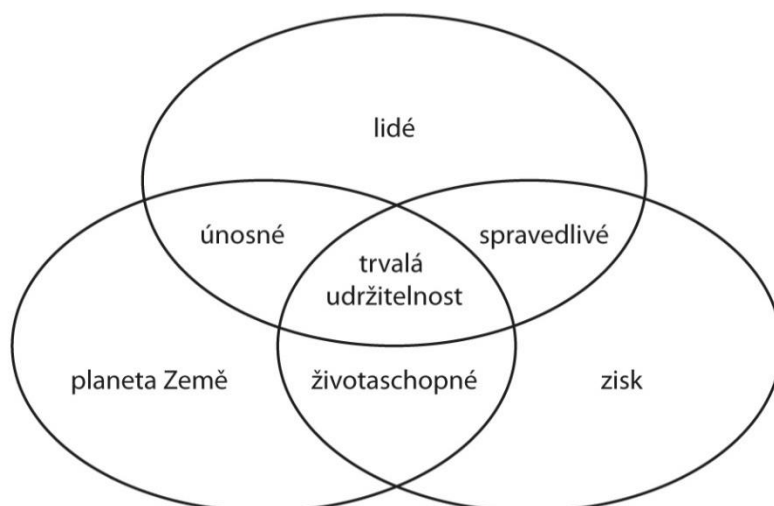 lidé
únosné
spravedlivé
trvalá
udržitelnost
planeta Země
životaschopné
zisk